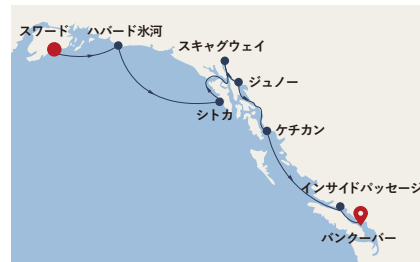 スワード
ハバード氷河
スキャグウェイ
ジュノー
シトカ
ケチカン
インサイドパッセージ
バンクーバー